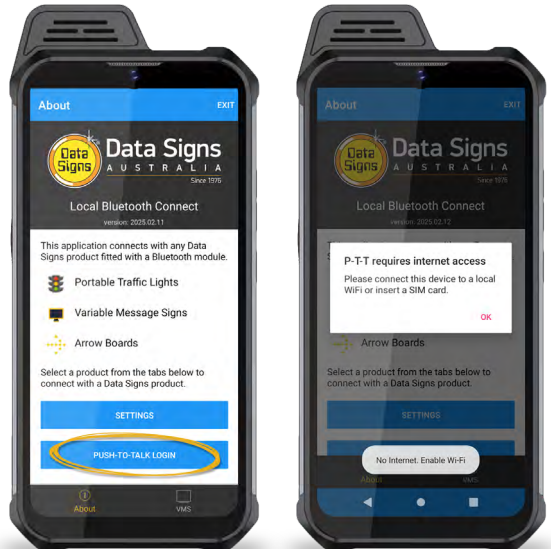 About
EXIT
Data
Signs
Data Signs
AUSTRALIA
Since 1976
Local Bluetooth Connect
version: 2025.02.11
This application connects with any Data
Signs product fitted with a Bluetooth module.
Portable Traffic Lights
Variable Message Signs
Arrow Boards
Select a product from the tabs below to
connect with a Data Signs product.
SETTINGS
PUSH-TO-TALK LOGIN
About
VMS
About
EXIT
Data
Signs
Data Signs
AUSTRALIA
Since 1976
Local Bluetooth Connect
version: 2025.02.12
P-T-T requires internet access
Please connect this device to a local
WiFi or insert a SIM card.
OK
Arrow Boards
Select a product from the tabs below to
connect with a Data Signs product.
SETTINGS
No Internet. Enable Wi-Fi
About
VMS